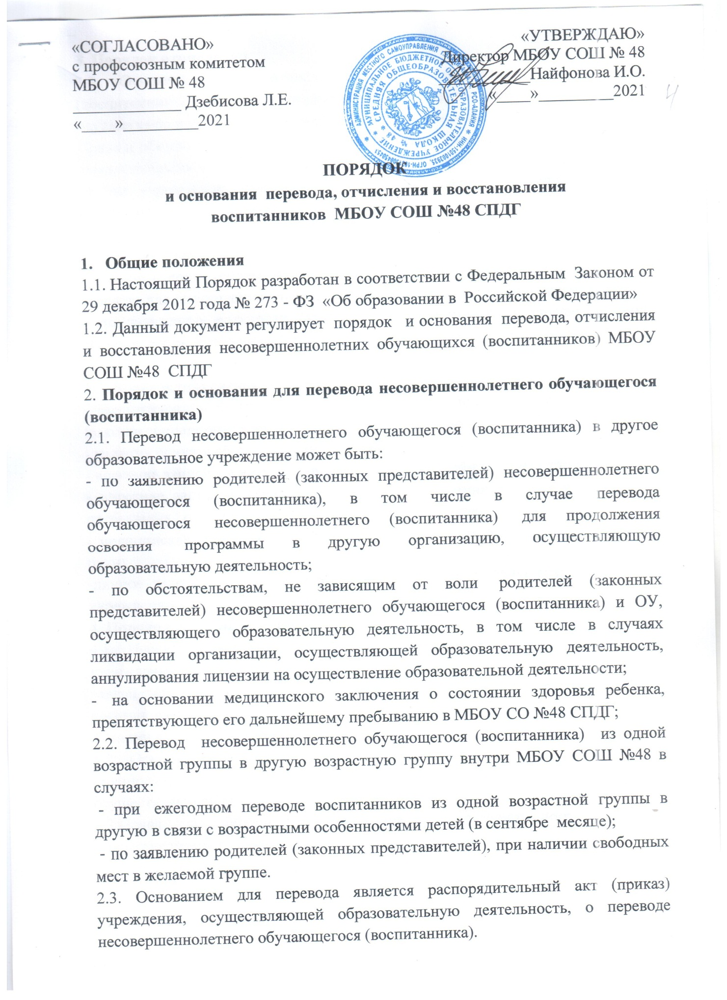 «СОГЛАСОВАНО»
с профсоюзным комитетом
МБОУ СОШ № 48
_____________ Дзебисова Л.Е.
«____»_________2021
«УТВЕРЖДАЮ»
Директор МБОУ СОШ № 48
___________Найфонова И.О.
«____»_________2021
АДМИНИСТРАЦИЯ МЕСТНОГО САМОУПРАВЛЕНИЯ
МУНИЦИПАЛЬНОЕ БЮДЖЕТНОЕ ОБЩЕОБРАЗОВАТЕЛЬНОЕ УЧРЕЖДЕНИЕ
СРЕДНЯЯ ОБЩЕОБРАЗОВАТЕЛЬНАЯ ШКОЛА № 48
4
ПОРЯДОК
и основания перевода, отчисления и восстановления
воспитанников МБОУ СОШ №48 СПДГ
1. Общие положения
1.1. Настоящий Порядок разработан в соответствии с Федеральным Законом от
29 декабря 2012 года № 273 - ФЗ «Об образовании в Российской Федерации»
1.2. Данный документ регулирует порядок и основания перевода, отчисления
и восстановления несовершеннолетних обучающихся (воспитанников) МБОУ
СОШ №48 СПДГ
2. Порядок и основания для перевода несовершеннолетнего обучающегося
(воспитанника)
2.1. Перевод несовершеннолетнего обучающегося (воспитанника) в другое
образовательное учреждение может быть:
- по заявлению родителей (законных представителей) несовершеннолетнего
обучающегося (воспитанника), в том числе в случае перевода
обучающегося несовершеннолетнего (воспитанника) для продолжения
освоения программы в другую организацию, осуществляющую
образовательную деятельность;
- по обстоятельствам, не зависящим от воли родителей (законных
представителей) несовершеннолетнего обучающегося (воспитанника) и ОУ,
осуществляющего образовательную деятельность, в том числе в случаях
ликвидации организации, осуществляющей образовательную деятельность,
аннулирования лицензии на осуществление образовательной деятельности;
- на основании медицинского заключения о состоянии здоровья ребенка,
препятствующего его дальнейшему пребыванию в МБОУ СО №48 СПДГ;
2.2. Перевод несовершеннолетнего обучающегося (воспитанника) из одной
возрастной группы в другую возрастную группу внутри МБОУ СОШ №48 в
случаях:
- при ежегодном переводе воспитанников из одной возрастной группы в
другую в связи с возрастными особенностями детей (в сентябре месяце);
- по заявлению родителей (законных представителей), при наличии свободных
мест в желаемой группе.
2.3. Основанием для перевода является распорядительный акт (приказ)
учреждения, осуществляющей образовательную деятельность, о переводе
несовершеннолетнего обучающегося (воспитанника).